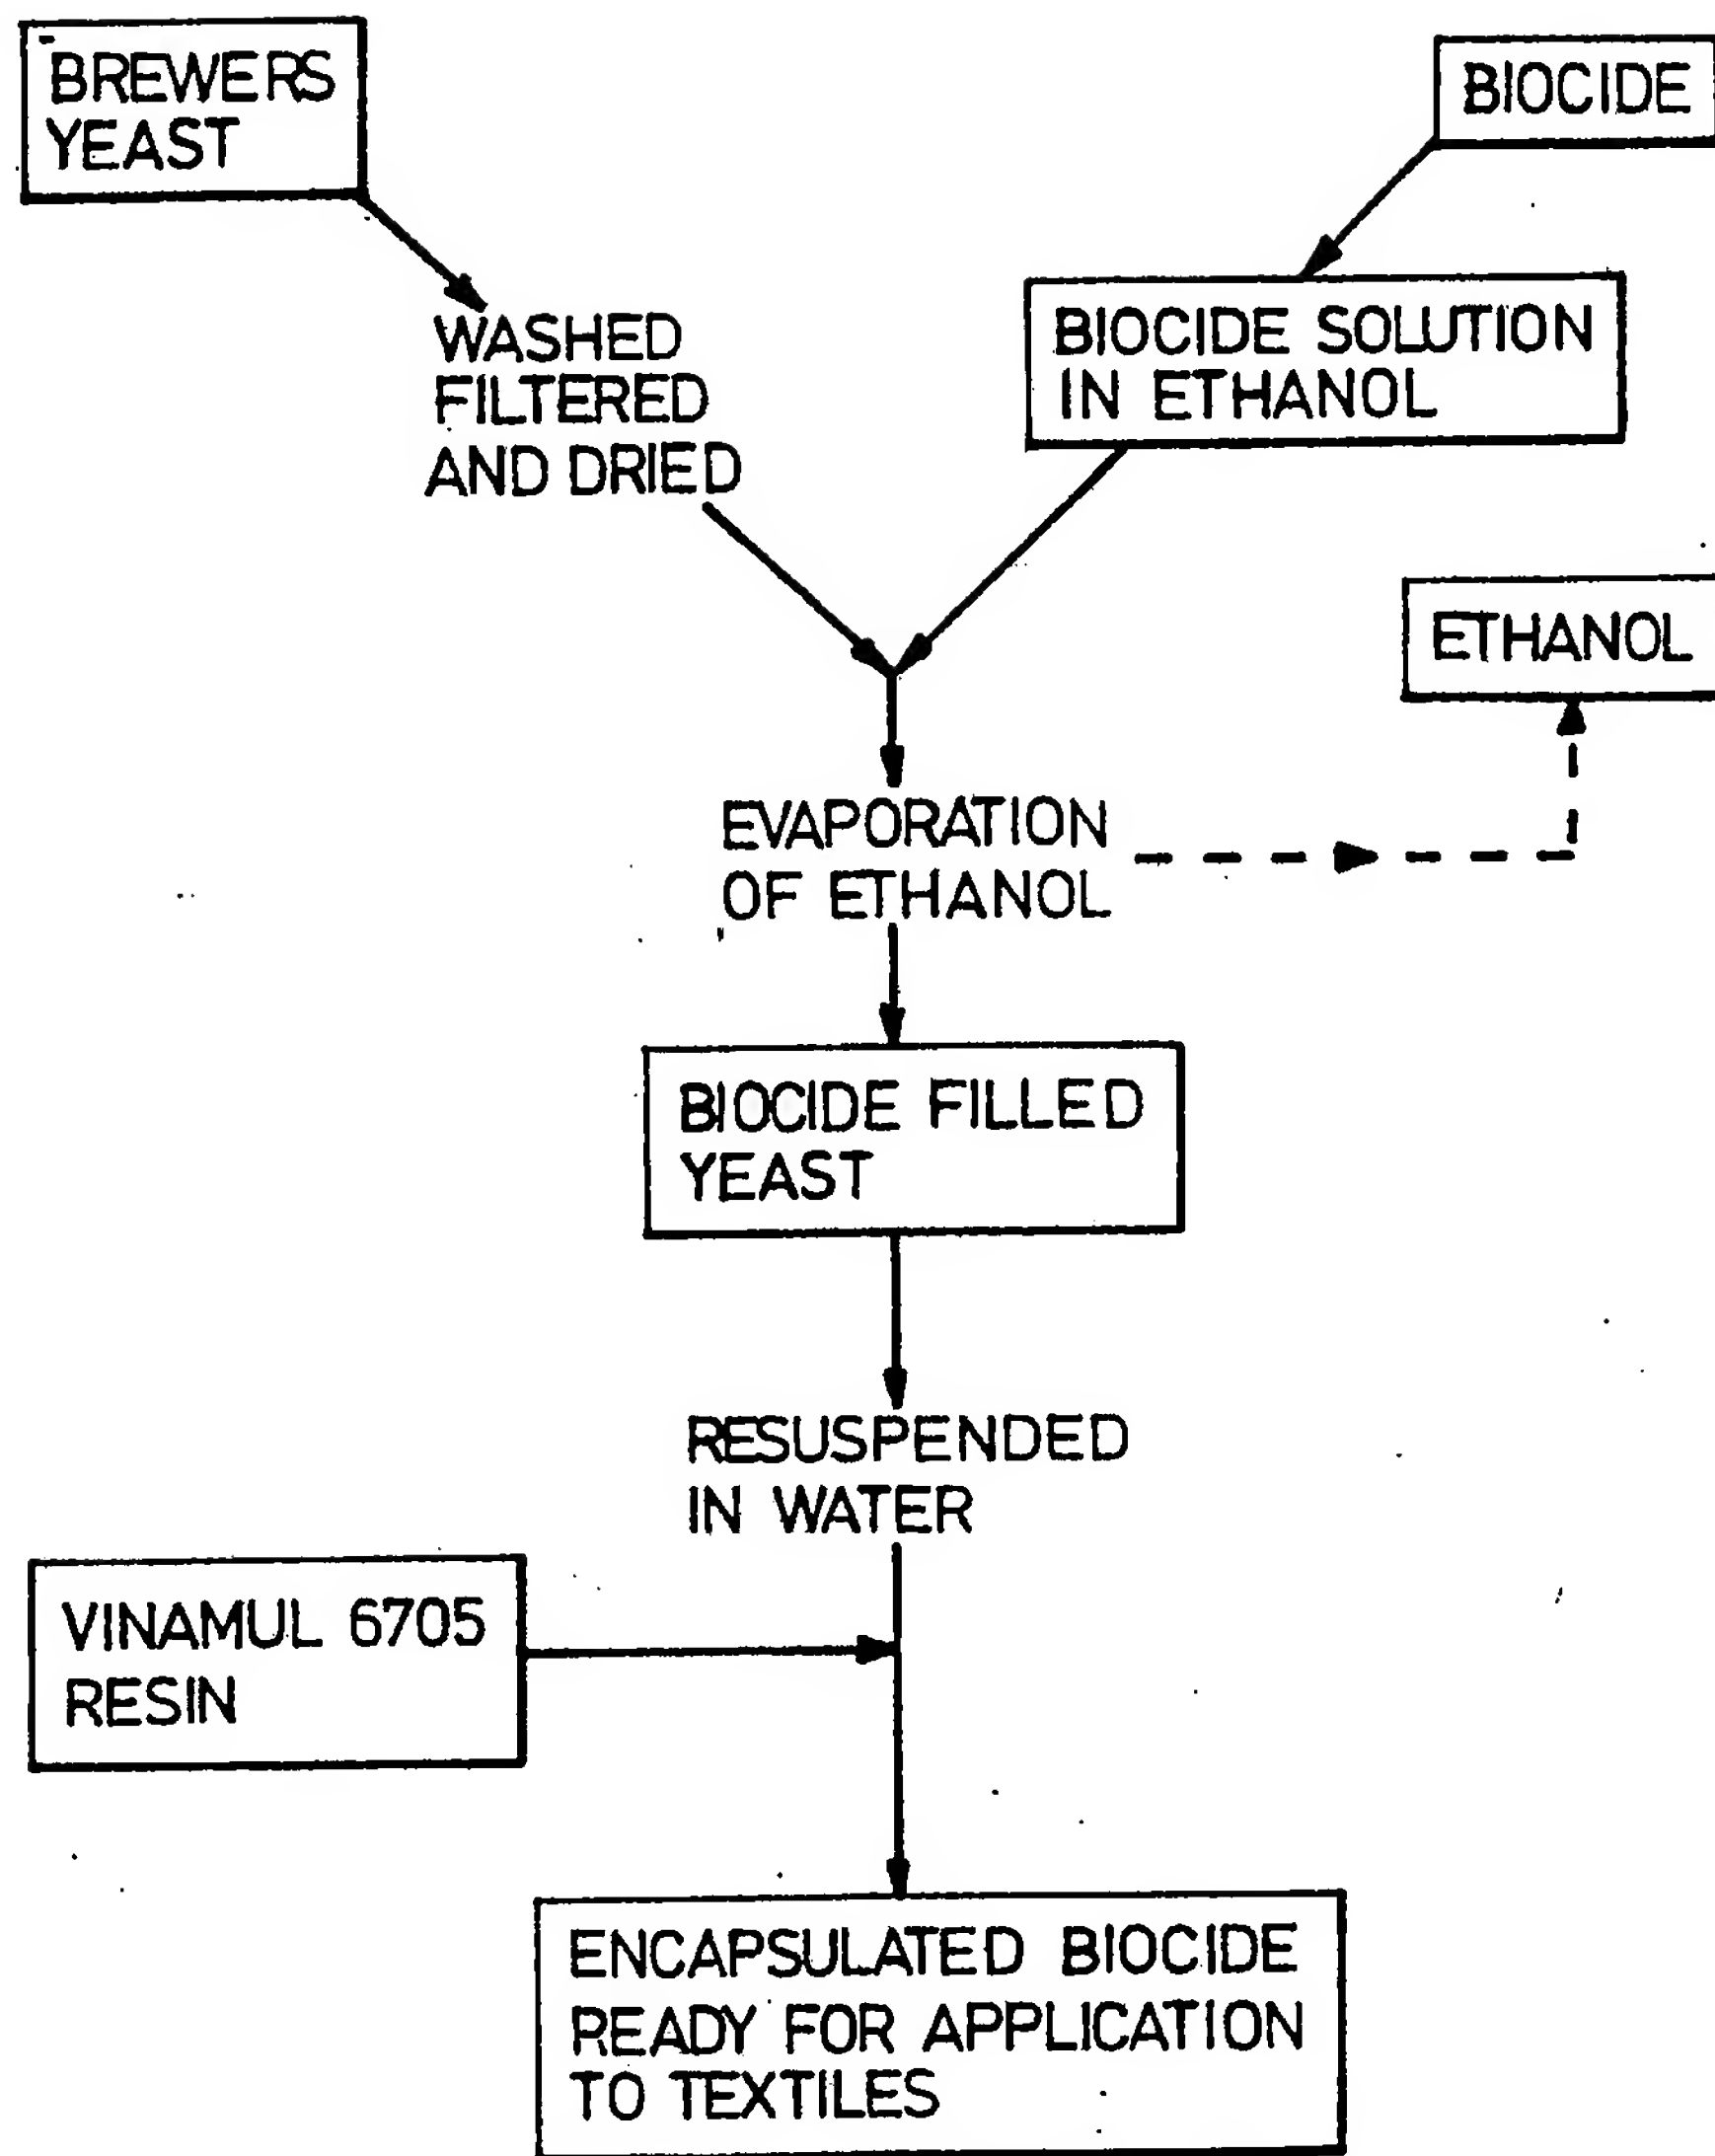 BREWERS
YEAST
BIOCIDE
WASHED
FILTERED
AND DRIED
BIOCIDE SOLUTION
IN ETHANOL
ETHANOL
EVAPORATION
OF ETHANOL
BIOCIDE FILLED
YEAST
RESUSPENDED
IN WATER
VINAMUL 6705
RESIN
ENCAPSULATED BIOCIDE
READY FOR APPLICATION
TO TEXTILES